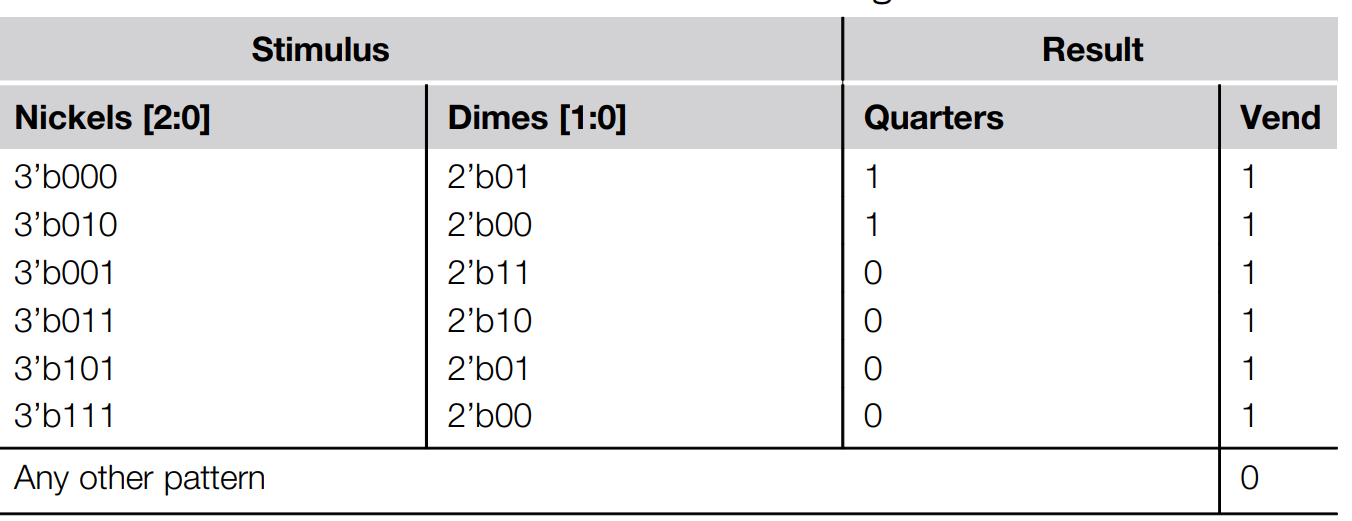 Stimulus Result
Nickels [2:0] Dimes [1:0] Quarters Vend
3’b000 2’b01 1 1
3’b010 2’b00 1 1
3’b001 2’b11 0 1
3’b011 2’b10 0 1
3’b101 2’b01 0 1
3’b111 2’b00 0 1
Any other pattern 0